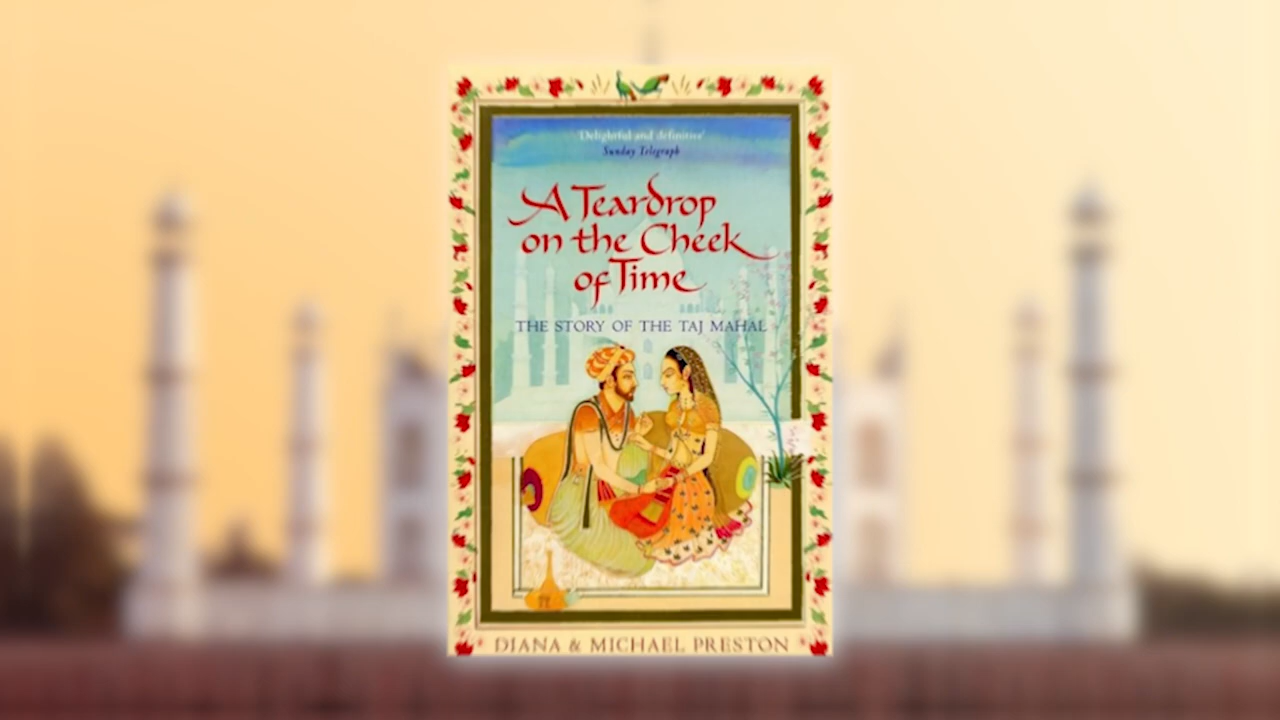 'Delightful and definitive'
Sunday Telegraph
A Teardrop
on the Cheek
of Time
THE STORY OF THE TAJ MAHAL
DIANA & MICHAEL PRESTON